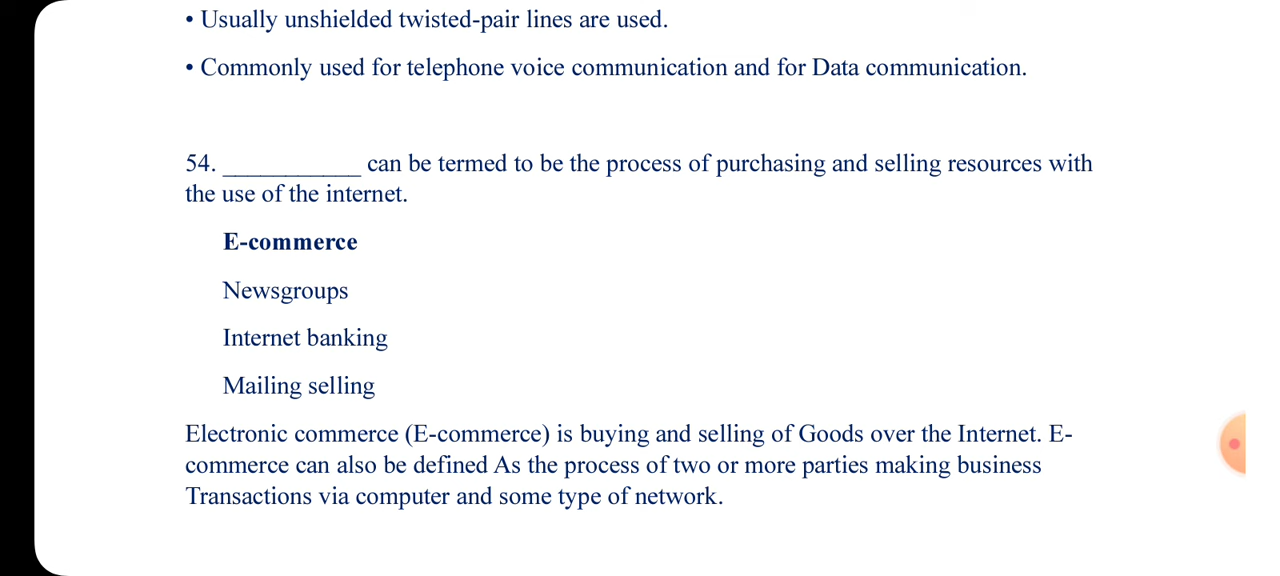 • Usually unshielded twisted-pair lines are used.
• Commonly used for telephone voice communication and for Data communication.
54. ___________ can be termed to be the process of purchasing and selling resources with
the use of the internet.
E-commerce
Newsgroups
Internet banking
Mailing selling
Electronic commerce (E-commerce) is buying and selling of Goods over the Internet. E-
commerce can also be defined As the process of two or more parties making business
Transactions via computer and some type of network.